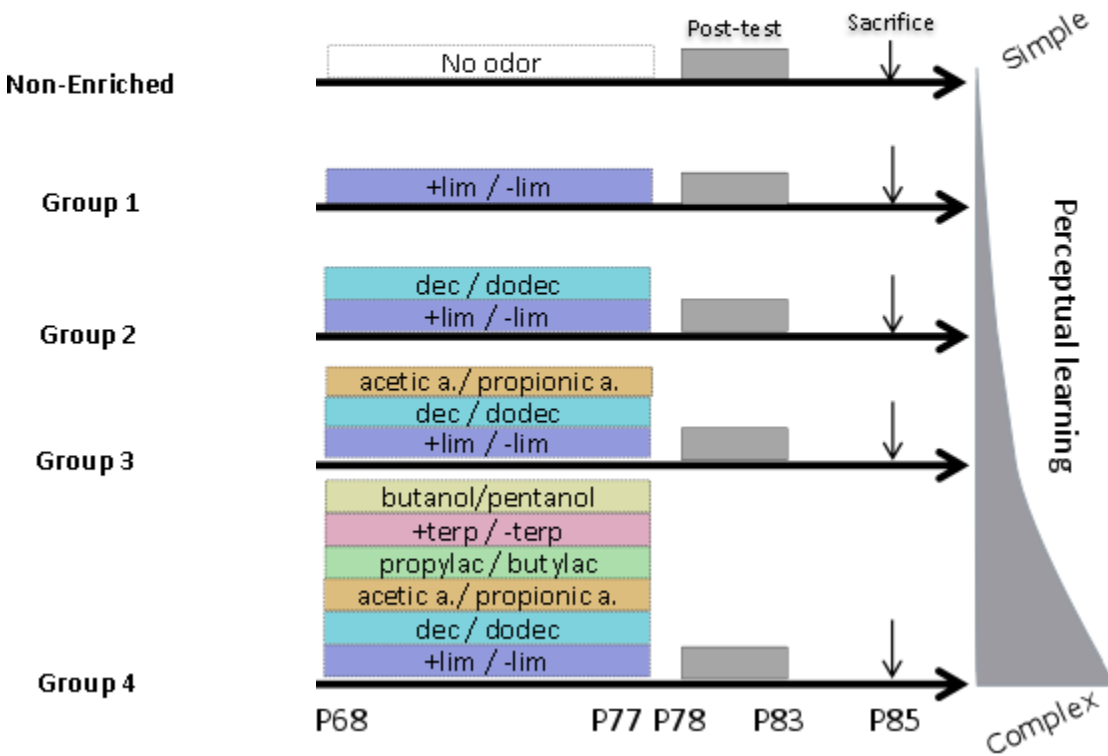 Post-test
Sacrifice
Simple
No odor
Non-Enriched
+lim / -lim
Group 1
dec / dodec
+lim / -lim
Group 2
Perceptual learning
acetic a./ propionic a.
dec / dodec
+lim / -lim
Group 3
butanol/pentanol
+terp / -terp
propylac / butylac
acetic a./ propionic a.
dec / dodec
+lim / -lim
Group 4
P68 P77 P78 P83 P85
Complex